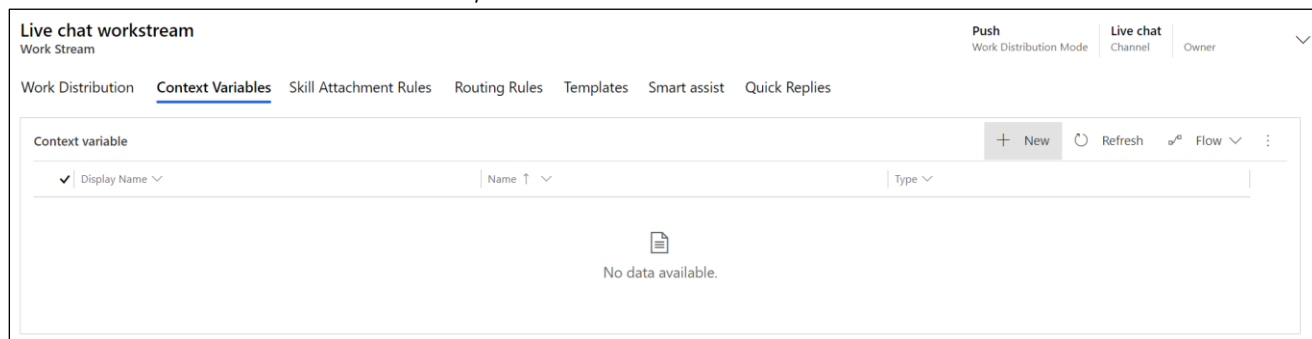 Live chat workstream
Work Stream
Push
Work Distribution Mode
Live chat
Channel
Owner
Work Distribution Context Variables Skill Attachment Rules Routing Rules Templates Smart assist Quick Replies
Context variable
+ New Refresh Flow
Display Name Name ↑ Type
No data available.